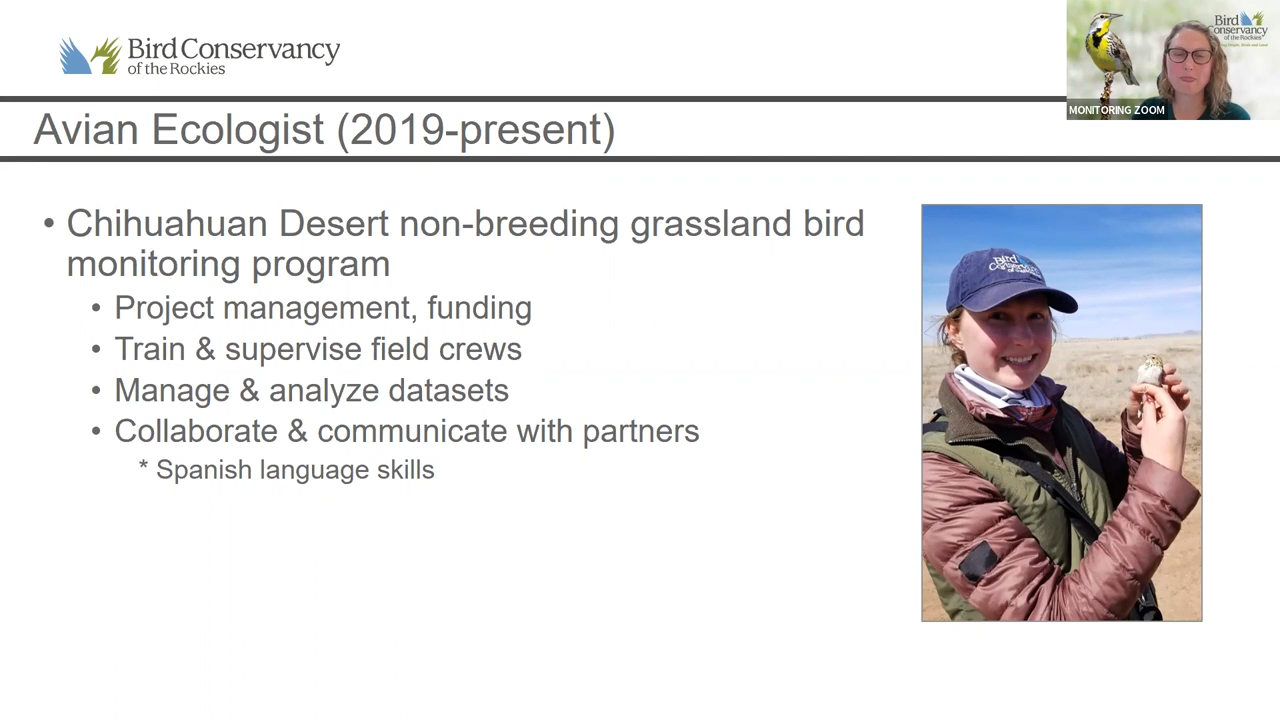 Bird Conservancy
of the Rockies
Bird
Conservancy
of the Rockies
MONITORING ZOOM
Avian Ecologist (2019-present)
• Chihuahuan Desert non-breeding grassland bird
monitoring program
• Project management, funding
• Train & supervise field crews
• Manage & analyze datasets
• Collaborate & communicate with partners
* Spanish language skills
Bird